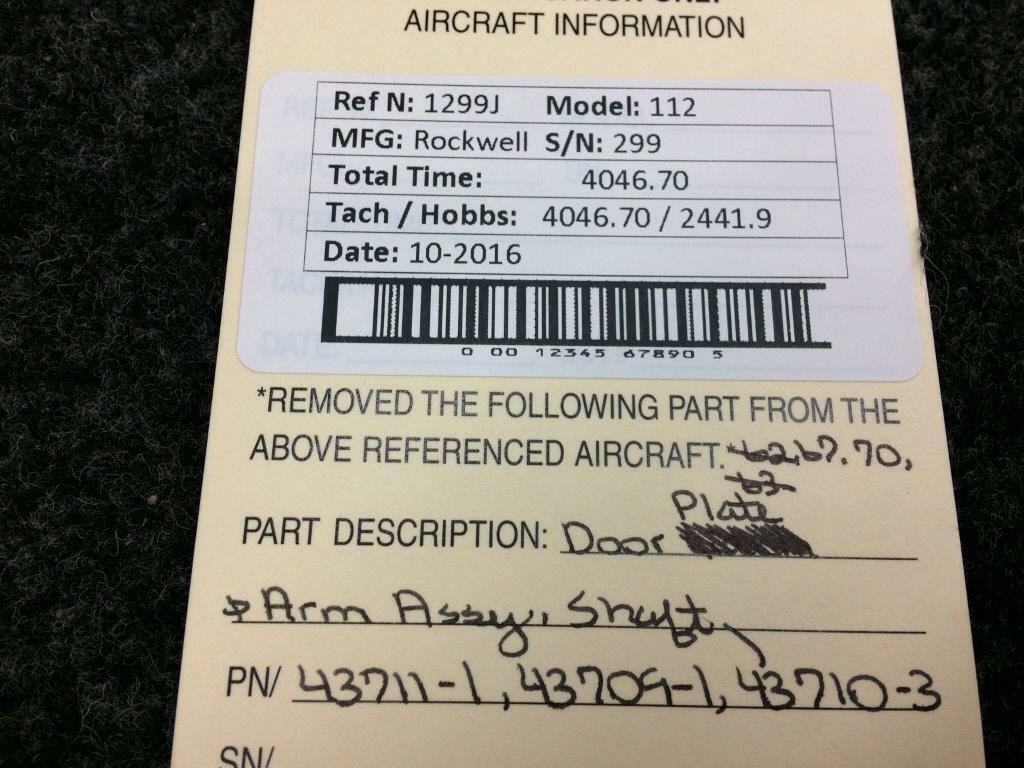 AIRCRAFT INFORMATION
Ref N: 1299J Model: 112
MFG: Rockwell S/N: 299
Total Time: 4046.70
Tach / Hobbs: 4046.70 / 2441.9
Date: 10-2016
0 00 12345 67890 5
*REMOVED THE FOLLOWING PART FROM THE
ABOVE REFERENCED AIRCRAFT.
Plate
PART DESCRIPTION: Door
Arm Assy, Shaft,
PN/ 43711-1, 43709-1, 43710-3
SN/